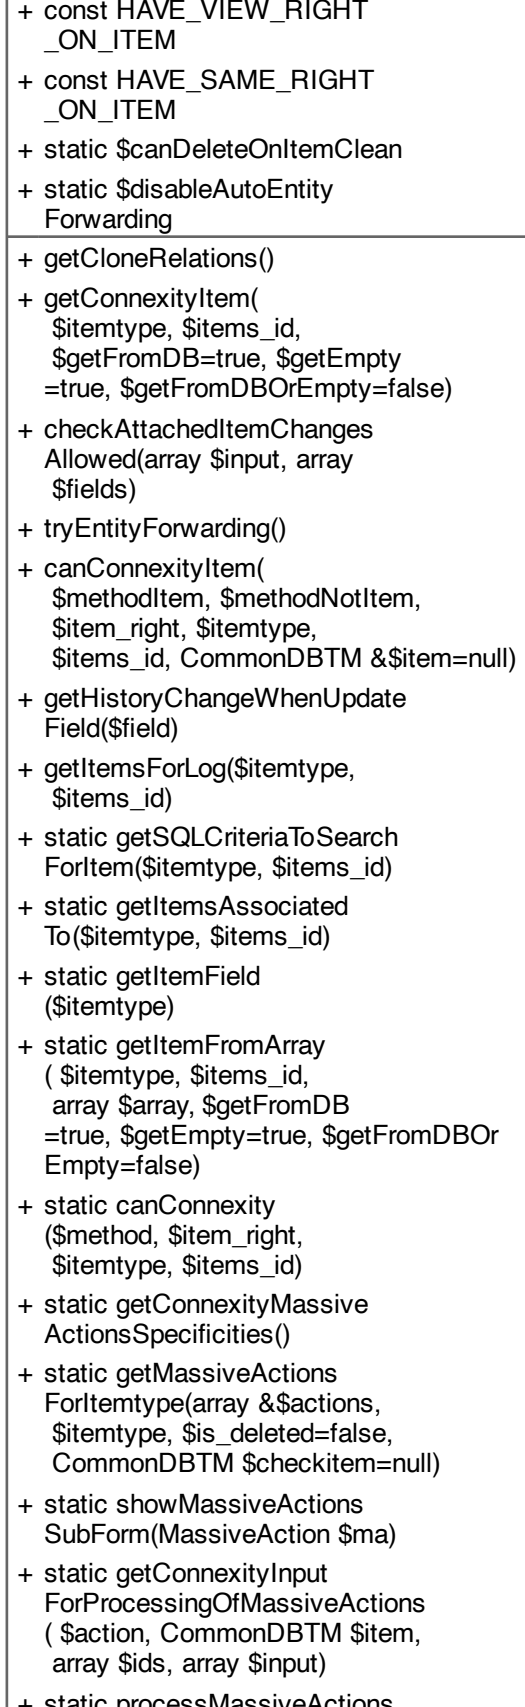 + const HAVE_VIEW_RIGHT
_ON_ITEM
+ const HAVE_SAME_RIGHT
_ON_ITEM
+ static $canDeleteOnItemClean
+ static $disableAutoEntity
Forwarding
+ getCloneRelations()
+ getConnexityItem(
$itemtype, $items_id,
$getFromDB=true, $getEmpty
=true, $getFromDBOrEmpty=false)
+ checkAttachedItemChanges
Allowed(array $input, array
$fields)
+ tryEntityForwarding()
+ canConnexityItem(
$methodItem, $methodNotItem,
$item_right, $itemtype,
$items_id, CommonDBTM &$item=null)
+ getHistoryChangeWhenUpdate
Field($field)
+ getItemsForLog($itemtype,
$items_id)
+ static getSQLCriteriaToSearch
ForItem($itemtype, $items_id)
+ static getItemsAssociated
To($itemtype, $items_id)
+ static getItemField
($itemtype)
+ static getItemFromArray
( $itemtype, $items_id,
array $array, $getFromDB
=true, $getEmpty=true, $getFromDBOr
Empty=false)
+ static canConnexity
($method, $item_right,
$itemtype, $items_id)
+ static getConnexityMassive
ActionsSpecificities()
+ static getMassiveActions
ForItemtype(array &$actions,
$itemtype, $is_deleted=false,
CommonDBTM $checkitem=null)
+ static showMassiveActions
SubForm(MassiveAction $ma)
+ static getConnexityInput
ForProcessingOfMassiveActions
( $action, CommonDBTM $item,
array $ids, array $input)
+ static processMassiveActions